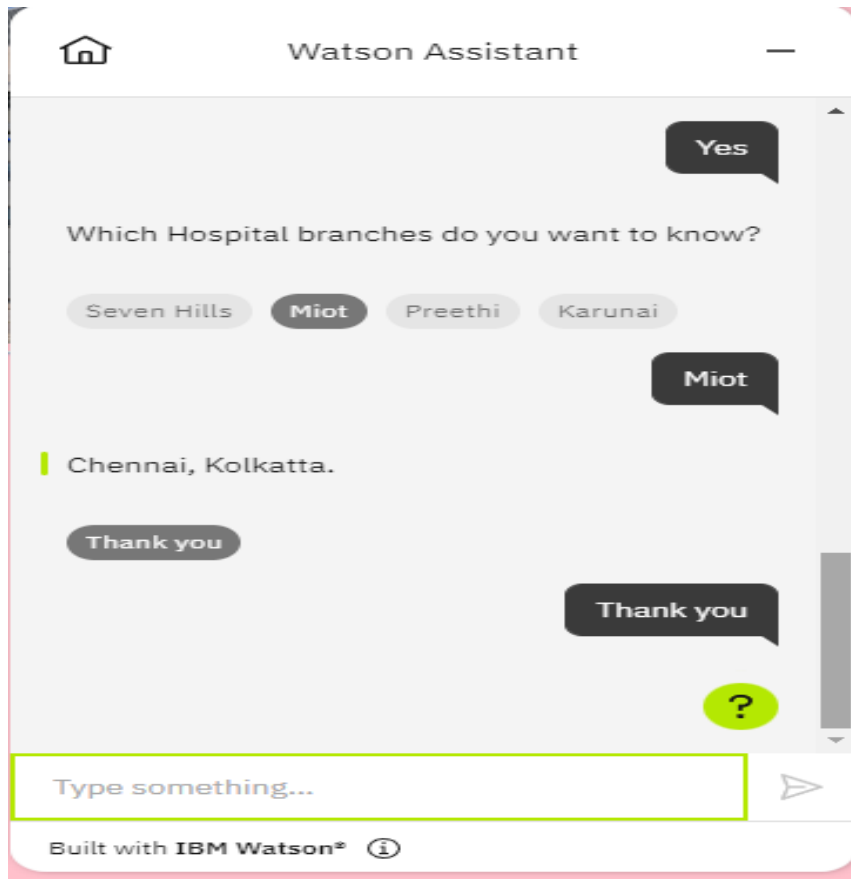 Watson Assistant
Yes
Which Hospital branches do you want to know?
Seven Hills Miot Preethi Karunai
Miot
Chennai, Kolkatta.
Thank you
Thank you
?
Type something...
Built with IBM Watson®